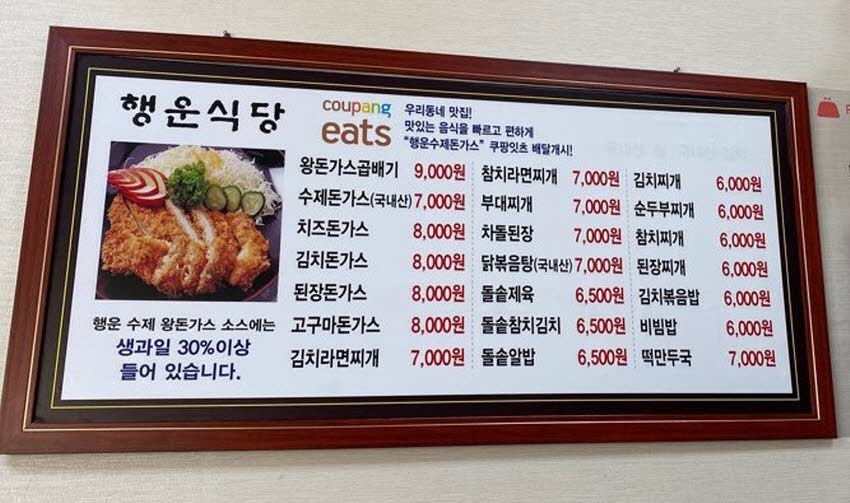 행운식당
coupang
eats
우리동네 맛집!
맛있는 음식을 빠르고 편하게
"행운수제돈가스" 쿠팡잇츠 배달개시!
왕돈가스곱배기 9,000원
수제돈가스(국내산) 7,000원
치즈돈가스 8,000원
김치돈가스 8,000원
된장돈가스 8,000원
고구마돈가스 8,000원
김치라면찌개 7,000원
참치라면찌개 7,000원
부대찌개 7,000원
차돌된장 7,000원
닭볶음탕(국내산) 7,000원
돌솥제육 6,500원
돌솥참치김치 6,500원
돌솥알밥 6,500원
김치찌개 6,000원
순두부찌개 6,000원
참치찌개 6,000원
된장찌개 6,000원
김치볶음밥 6,000원
비빔밥 6,000원
떡만두국 7,000원
행운 수제 왕돈가스 소스에는
생과일 30%이상
들어 있습니다.